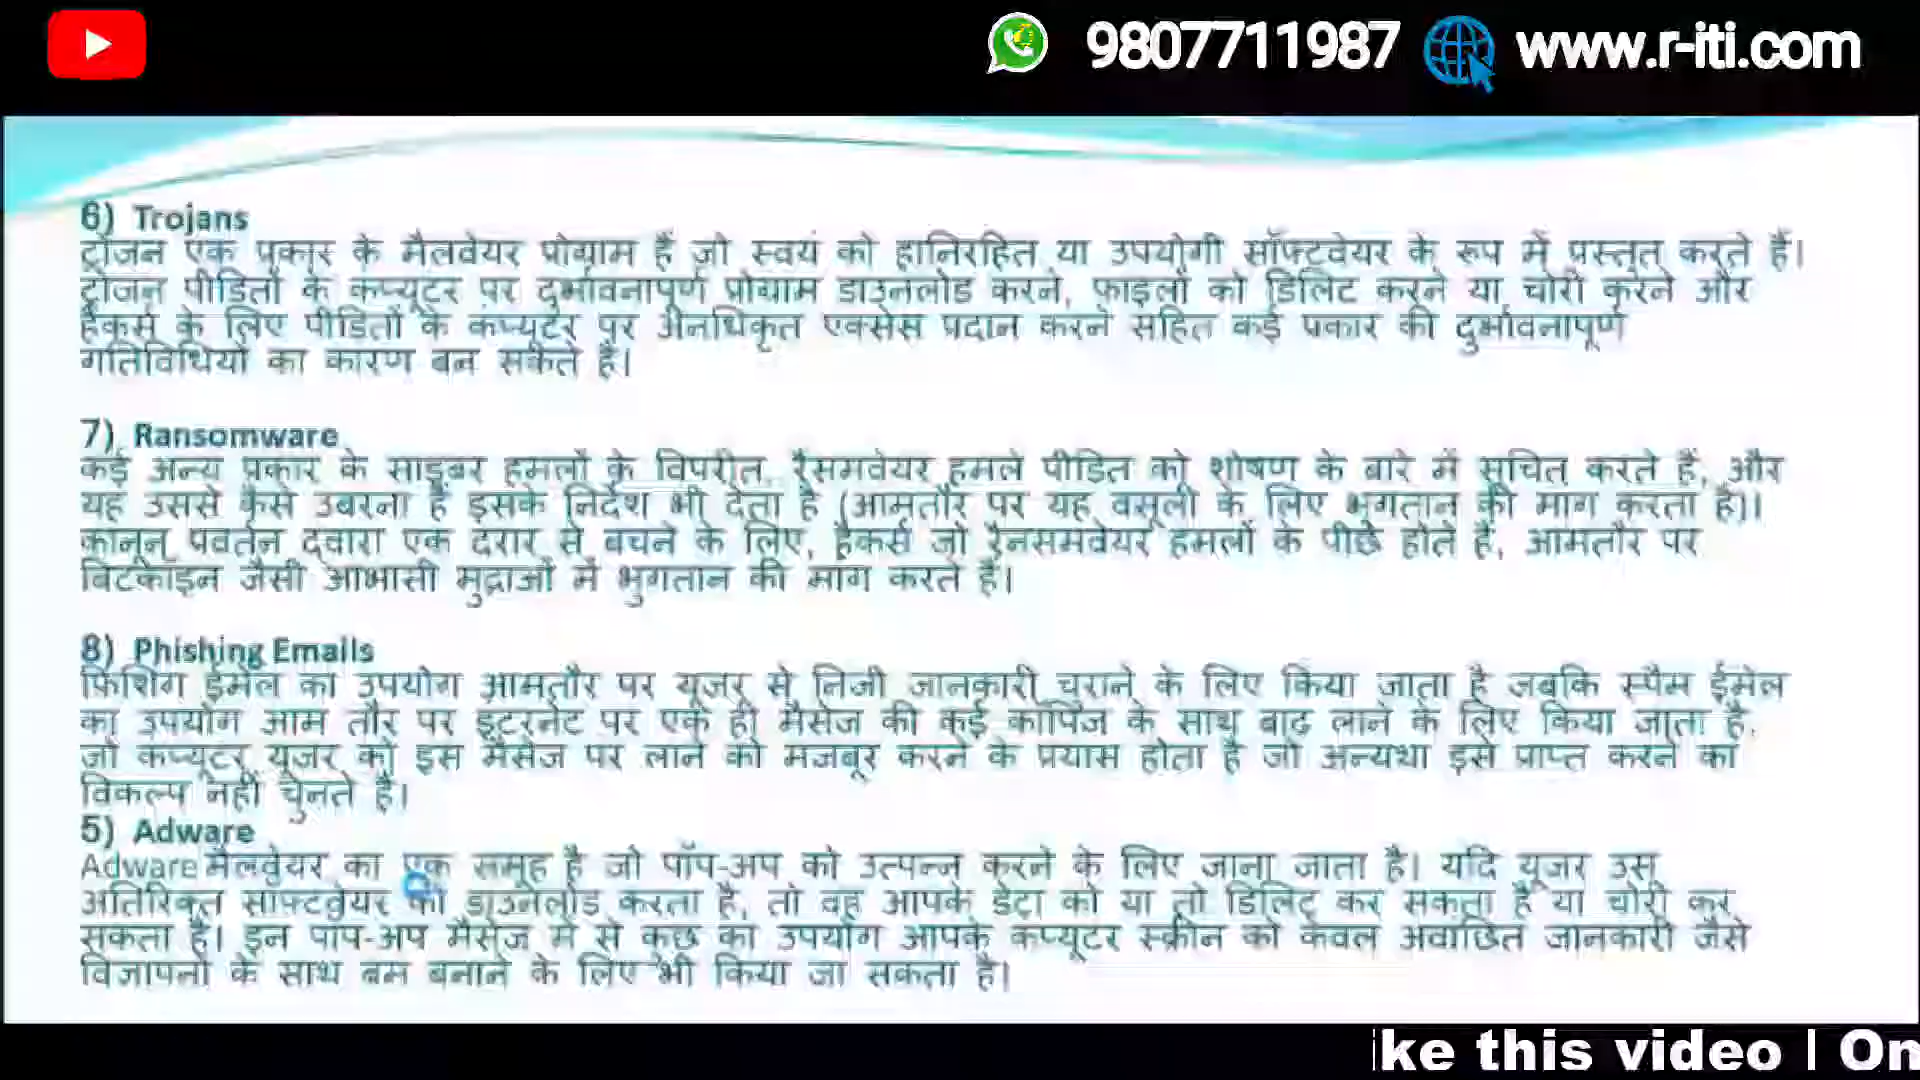 9807711987 www.r-iti.com
6) Trojans
ट्रोजन एक प्रकार के मैलवेयर प्रोग्राम हैं जो स्वयं को हानिरहित या उपयोगी सॉफ्टवेयर के रूप में प्रस्तुत करते हैं।
ट्रोजन पीडितों के कंप्यूटर पर दुर्भावनापूर्ण प्रोग्राम डाउनलोड करने, फ़ाइलों को डिलिट करने या चोरी करने और
हैकर्स के लिए पीडितों के कंप्यूटर पर अनधिकृत एक्सेस प्रदान करने सहित कई प्रकार की दुर्भावनापूर्ण
गतिविधियों का कारण बन सकते हैं।
7) Ransomware
कई अन्य प्रकार के साइबर हमलों के विपरीत, रैंसमवेयर हमले पीडित को शोषण के बारे में सूचित करते हैं, और
यह उससे कैसे उबरना हैं इसके निर्देश भी देता है (आमतौर पर यह वसूली के लिए भुगतान की मांग करता है)।
कानून प्रवर्तन द्वारा एक दरार से बचने के लिए, हैकर्स जो रैनसमवेयर हमलों के पीछे होते हैं, आमतौर पर
बिटकॉइन जैसी आभासी मुद्राओं में भुगतान की मांग करते हैं।
8) Phishing Emails
फ़िशिंग ईमेल का उपयोग आमतौर पर यूजर से निजी जानकारी चुराने के लिए किया जाता है जबकि स्पैम ईमेल
का उपयोग आम तौर पर इंटरनेट पर एक ही मैसेज की कई कॉपिज के साथ बाढ़ लाने के लिए किया जाता है,
जो कंप्यूटर यूजर को इस मैसेज पर लाने को मजबूर करने के प्रयास होता है जो अन्यथा इसे प्राप्त करने का
विकल्प नहीं चुनते हैं।
5) Adware
Adware मैलवेयर का एक समूह है जो पॉप-अप को उत्पन्न करने के लिए जाना जाता है। यदि यूजर उस
अतिरिक्त सॉफ़्टवेयर को डाउनलोड करता है, तो वह आपके डेटा को या तो डिलिट कर सकता हैं या चोरी कर
सकता हैं। इन पॉप-अप मैसेज में से कुछ का उपयोग आपके कंप्यूटर स्क्रीन को केवल अवांछित जानकारी जैसे
विज्ञापनों के साथ बम बनाने के लिए भी किया जा सकता है।
ke this video | On